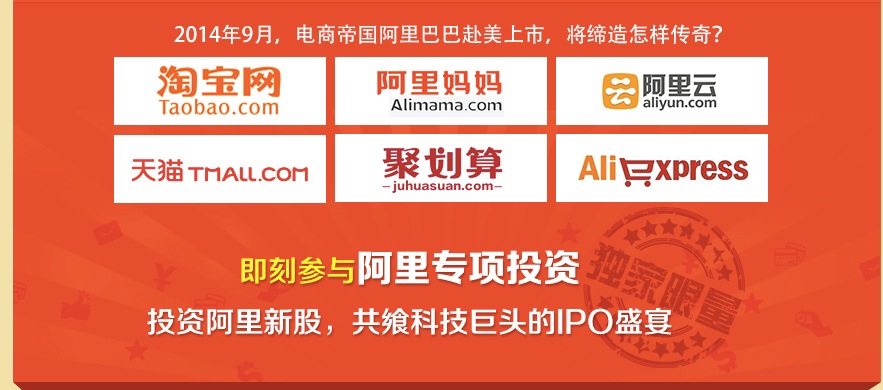 2014年9月，电商帝国阿里巴巴赴美上市，将缔造怎样传奇？
淘宝网
Taobao.com
阿里妈妈
Alimama.com
阿里云
aliyun.com
天猫 TMALL.COM
聚划算
juhuasuan.com
AliExpress
即刻参与阿里专项投资
投资阿里新股，共飨科技巨头的IPO盛宴
独家限量